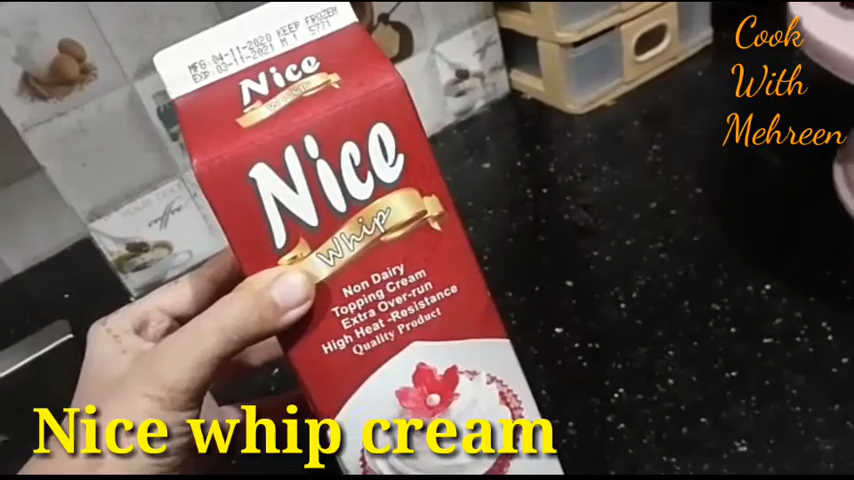 MFG 04-11-2020 KEEP FROZEN
EXP.03-11-2021 M 1 5771
Nice
Cook
With
Mehreen
Nice
Whip
Non Dairy
Topping Cream
Extra Over-run
High Heat -Resistance
Quality Product
Nice whip cream